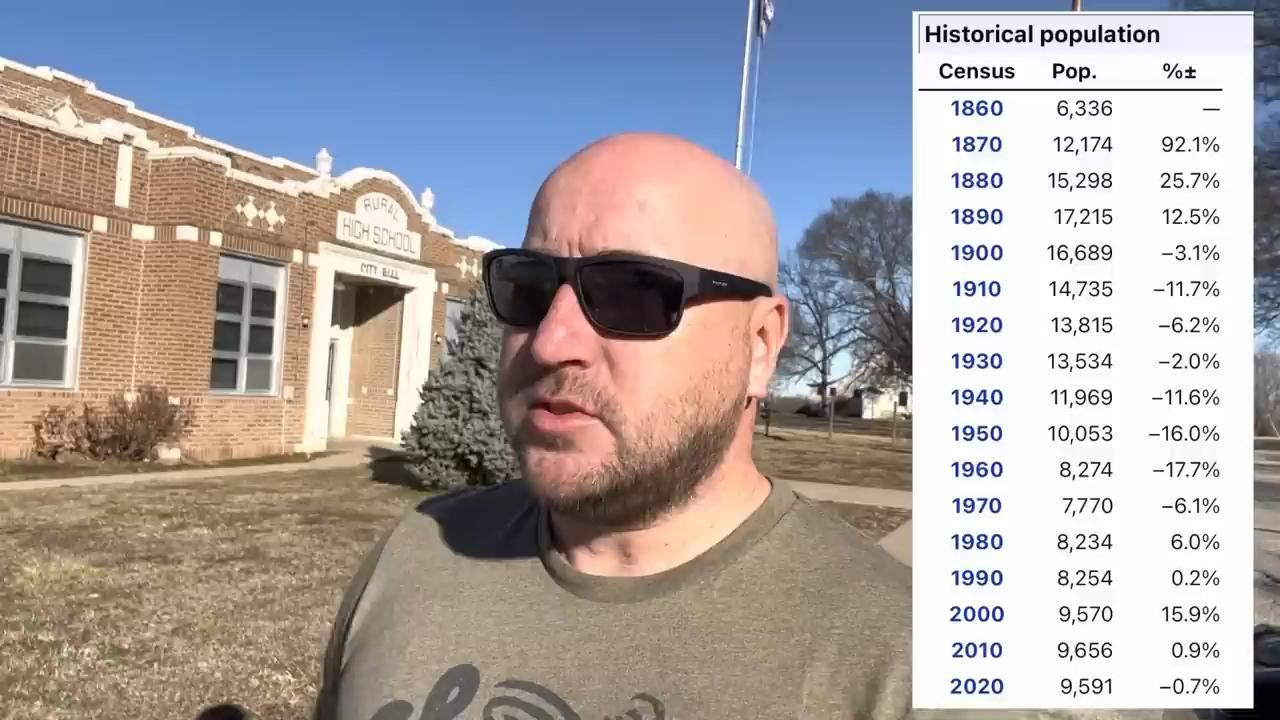 RURAL
HIGH SCHOOL
CITY HALL
Historical population
Census Pop. %±
1860 6,336 —
1870 12,174 92.1%
1880 15,298 25.7%
1890 17,215 12.5%
1900 16,689 −3.1%
1910 14,735 −11.7%
1920 13,815 −6.2%
1930 13,534 −2.0%
1940 11,969 −11.6%
1950 10,053 −16.0%
1960 8,274 −17.7%
1970 7,770 −6.1%
1980 8,234 6.0%
1990 8,254 0.2%
2000 9,570 15.9%
2010 9,656 0.9%
2020 9,591 −0.7%